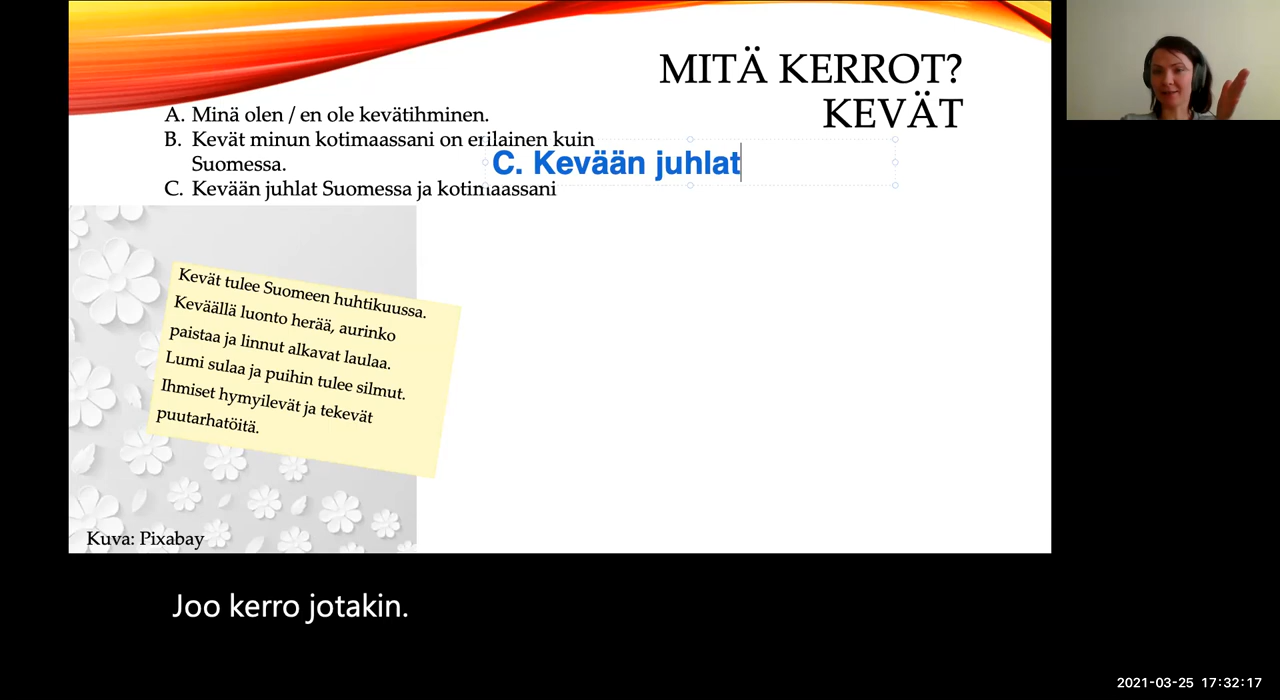 MITÄ KERROT?
KEVÄT
A. Minä olen / en ole kevätihminen.
B. Kevät minun kotimaassani on erilainen kuin
Suomessa.
C. Kevään juhlat
C. Kevään juhlat Suomessa ja kotimaassani
Kevät tulee Suomeen huhtikuussa.
Keväällä luonto herää, aurinko
paistaa ja linnut alkavat laulaa.
Lumi sulaa ja puihin tulee silmut.
Ihmiset hymyilevät ja tekevät
puutarhatöitä.
Kuva: Pixabay
Joo kerro jotakin.
2021-03-25 17:32:17